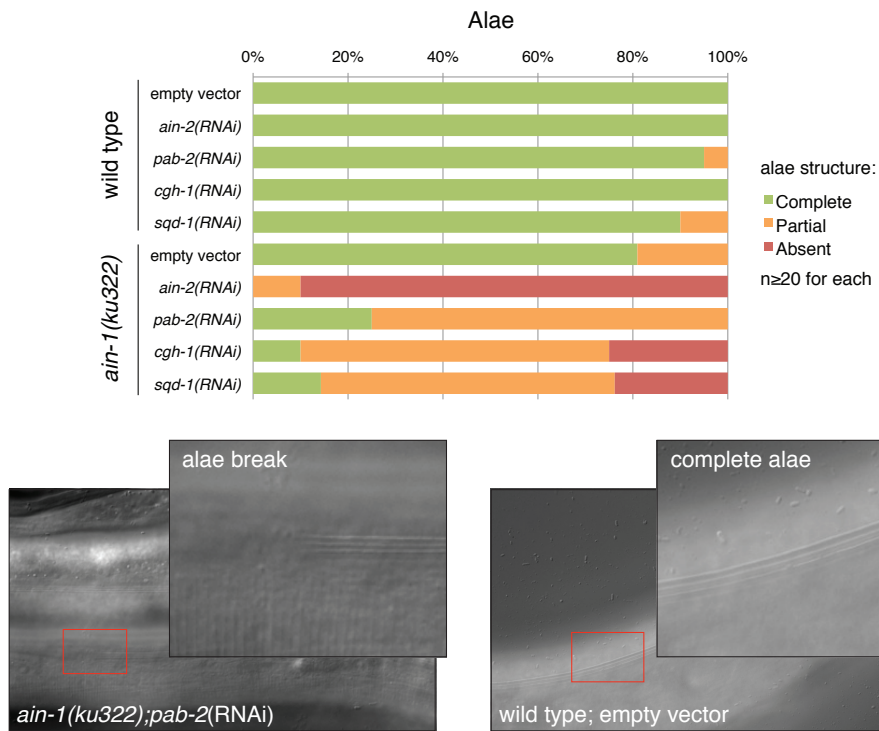 Alae
0% 20% 40% 60% 80% 100%
wild type
empty vector
ain-2(RNAi)
pab-2(RNAi)
cgh-1(RNAi)
sqd-1(RNAi)
ain-1(ku322)
empty vector
ain-2(RNAi)
pab-2(RNAi)
cgh-1(RNAi)
sqd-1(RNAi)
alae structure:
Complete
Partial
Absent
n≥20 for each
alae break
ain-1(ku322);pab-2(RNAi)
complete alae
wild type; empty vector